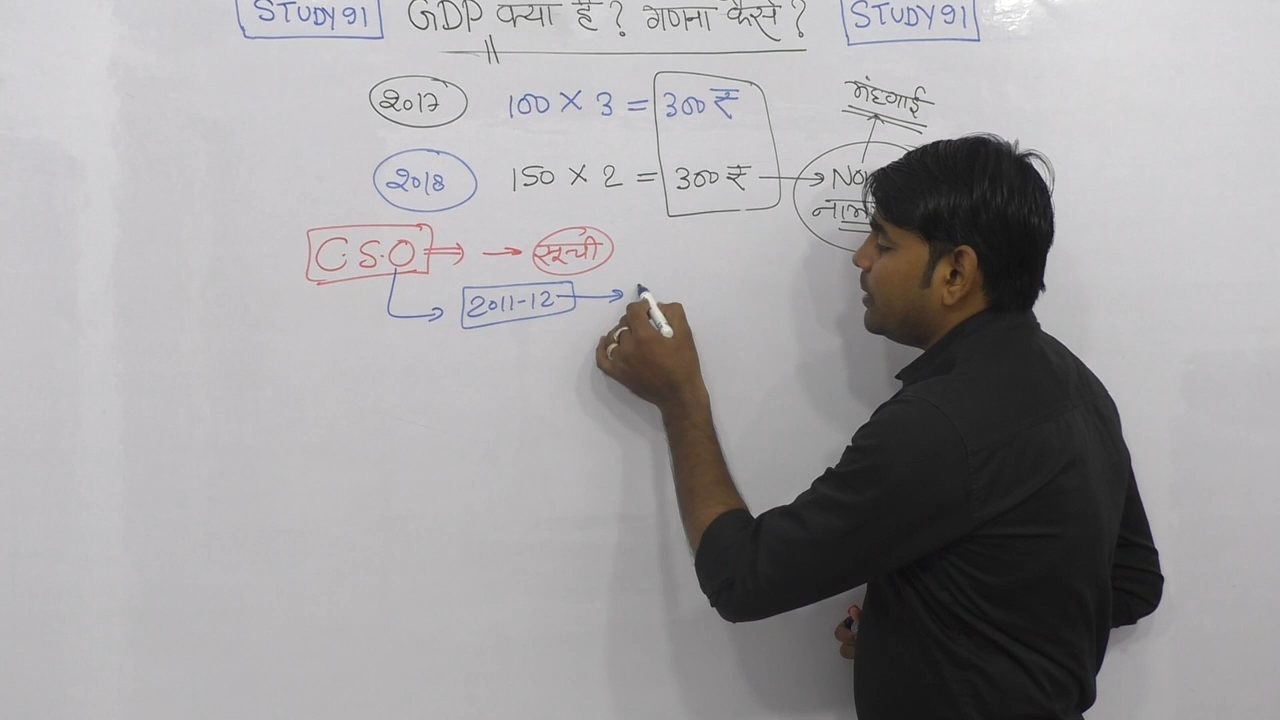 STUDY91 GDP क्या है? गणना कैसे? STUDY91
2017 100 × 3 = 300₹ मंहगाई
2018 150 × 2 = 300₹
C.S.O सूची
2011-12